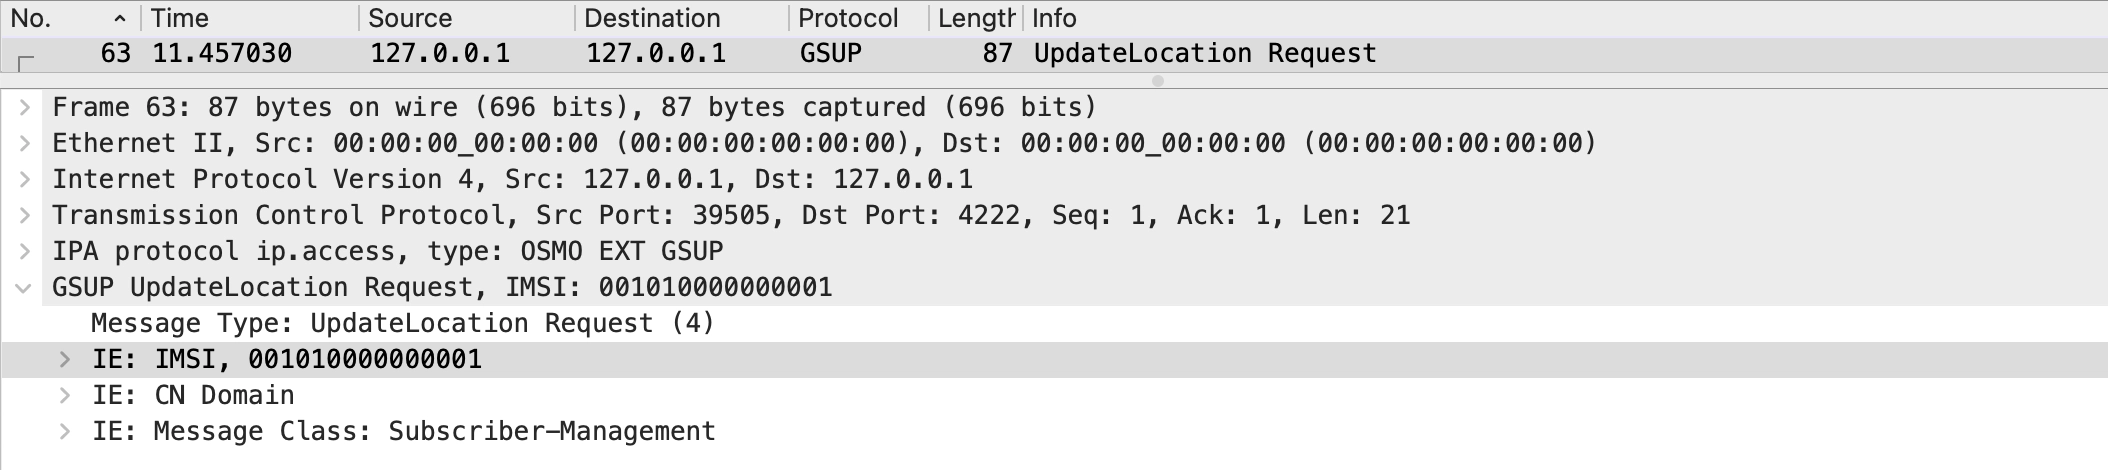 No. Time Source Destination Protocol Length Info
63 11.457030 127.0.0.1 127.0.0.1 GSUP 87 UpdateLocation Request
Frame 63: 87 bytes on wire (696 bits), 87 bytes captured (696 bits)
Ethernet II, Src: 00:00:00_00:00:00 (00:00:00:00:00:00), Dst: 00:00:00_00:00:00 (00:00:00:00:00:00)
Internet Protocol Version 4, Src: 127.0.0.1, Dst: 127.0.0.1
Transmission Control Protocol, Src Port: 39505, Dst Port: 4222, Seq: 1, Ack: 1, Len: 21
IPA protocol ip.access, type: OSMO EXT GSUP
GSUP UpdateLocation Request, IMSI: 001010000000001
Message Type: UpdateLocation Request (4)
IE: IMSI, 001010000000001
IE: CN Domain
IE: Message Class: Subscriber-Management